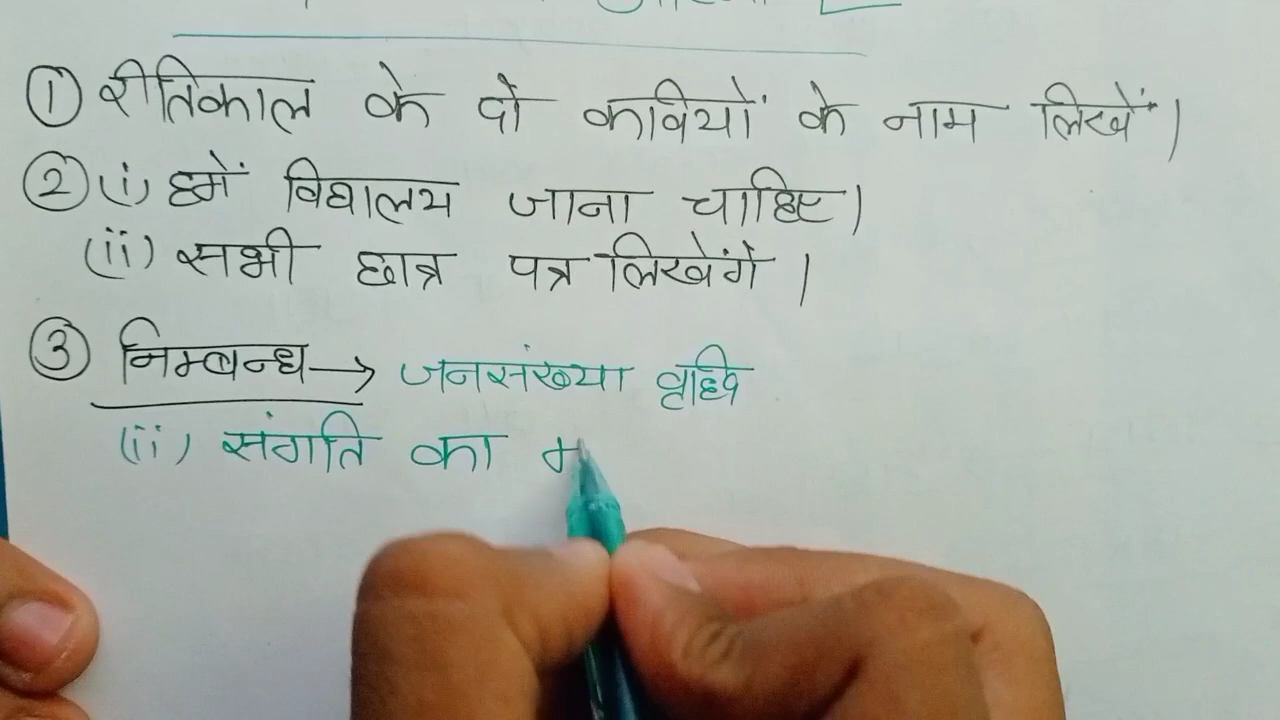 ① रीतिकाल के दो कवियों के नाम लिखें।
② (i) हमें विद्यालय जाना चाहिए।
(ii) सभी छात्र पत्र लिखेंगे।
③ निम्बन्ध → जनसंख्या वृद्धि
(ii) संगति का